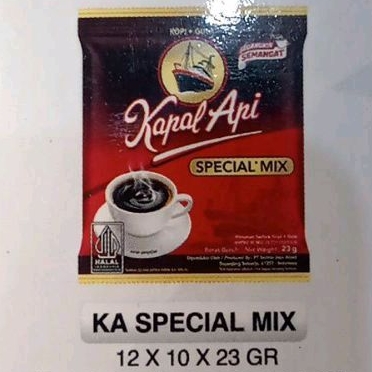 KOPI + GULA
SEMANGAT
Kapal Api
SPECIAL MIX
Berat Bersih - Net Weight: 23 g
HALAL
INDONESIA
KA SPECIAL MIX
12 X 10 X 23 GR